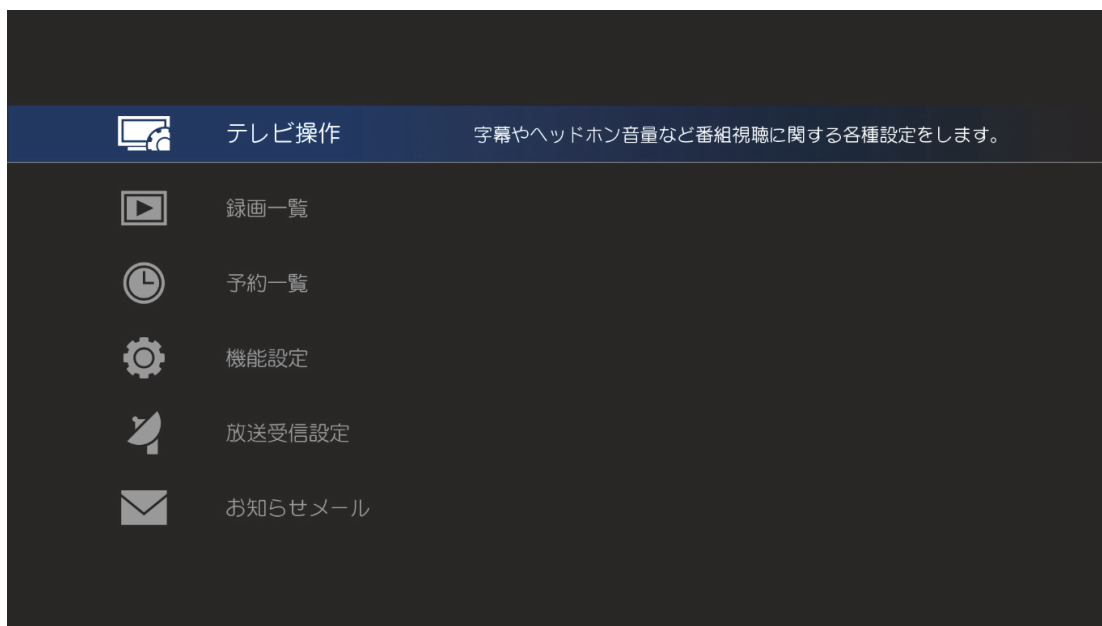 テレビ操作 字幕やヘッドホン音量など番組視聴に関する各種設定をします。
録画一覧
予約一覧
機能設定
放送受信設定
お知らせメール